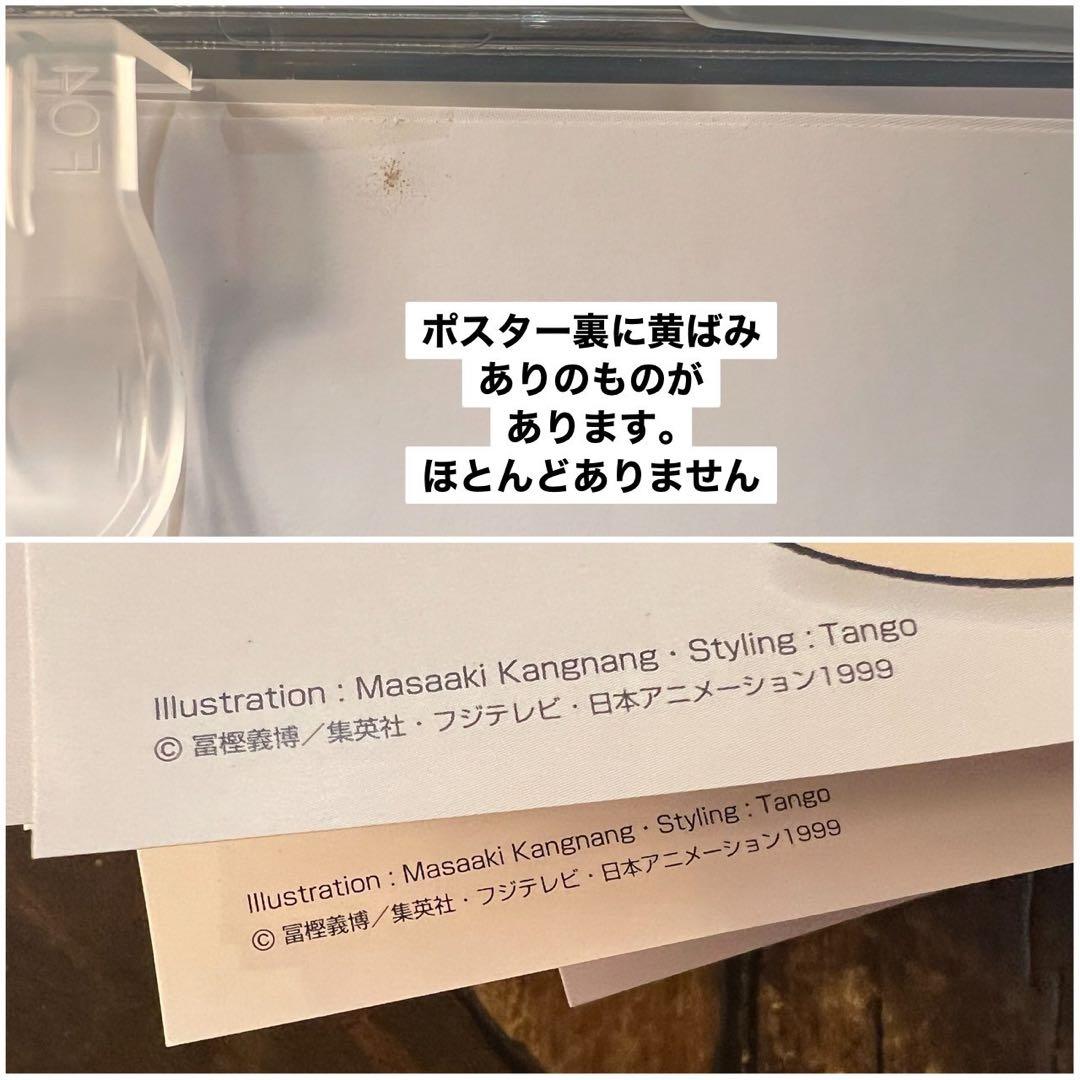 FOR
ポスター裏に黄ばみ
ありのものが
あります。
ほとんどありません
Illustration : Masaaki Kangnang・Styling : Tango
© 冨樫義博／集英社・フジテレビ・日本アニメーション1999
Illustration : Masaaki Kangnang・Styling : Tango
© 冨樫義博／集英社・フジテレビ・日本アニメーション1999